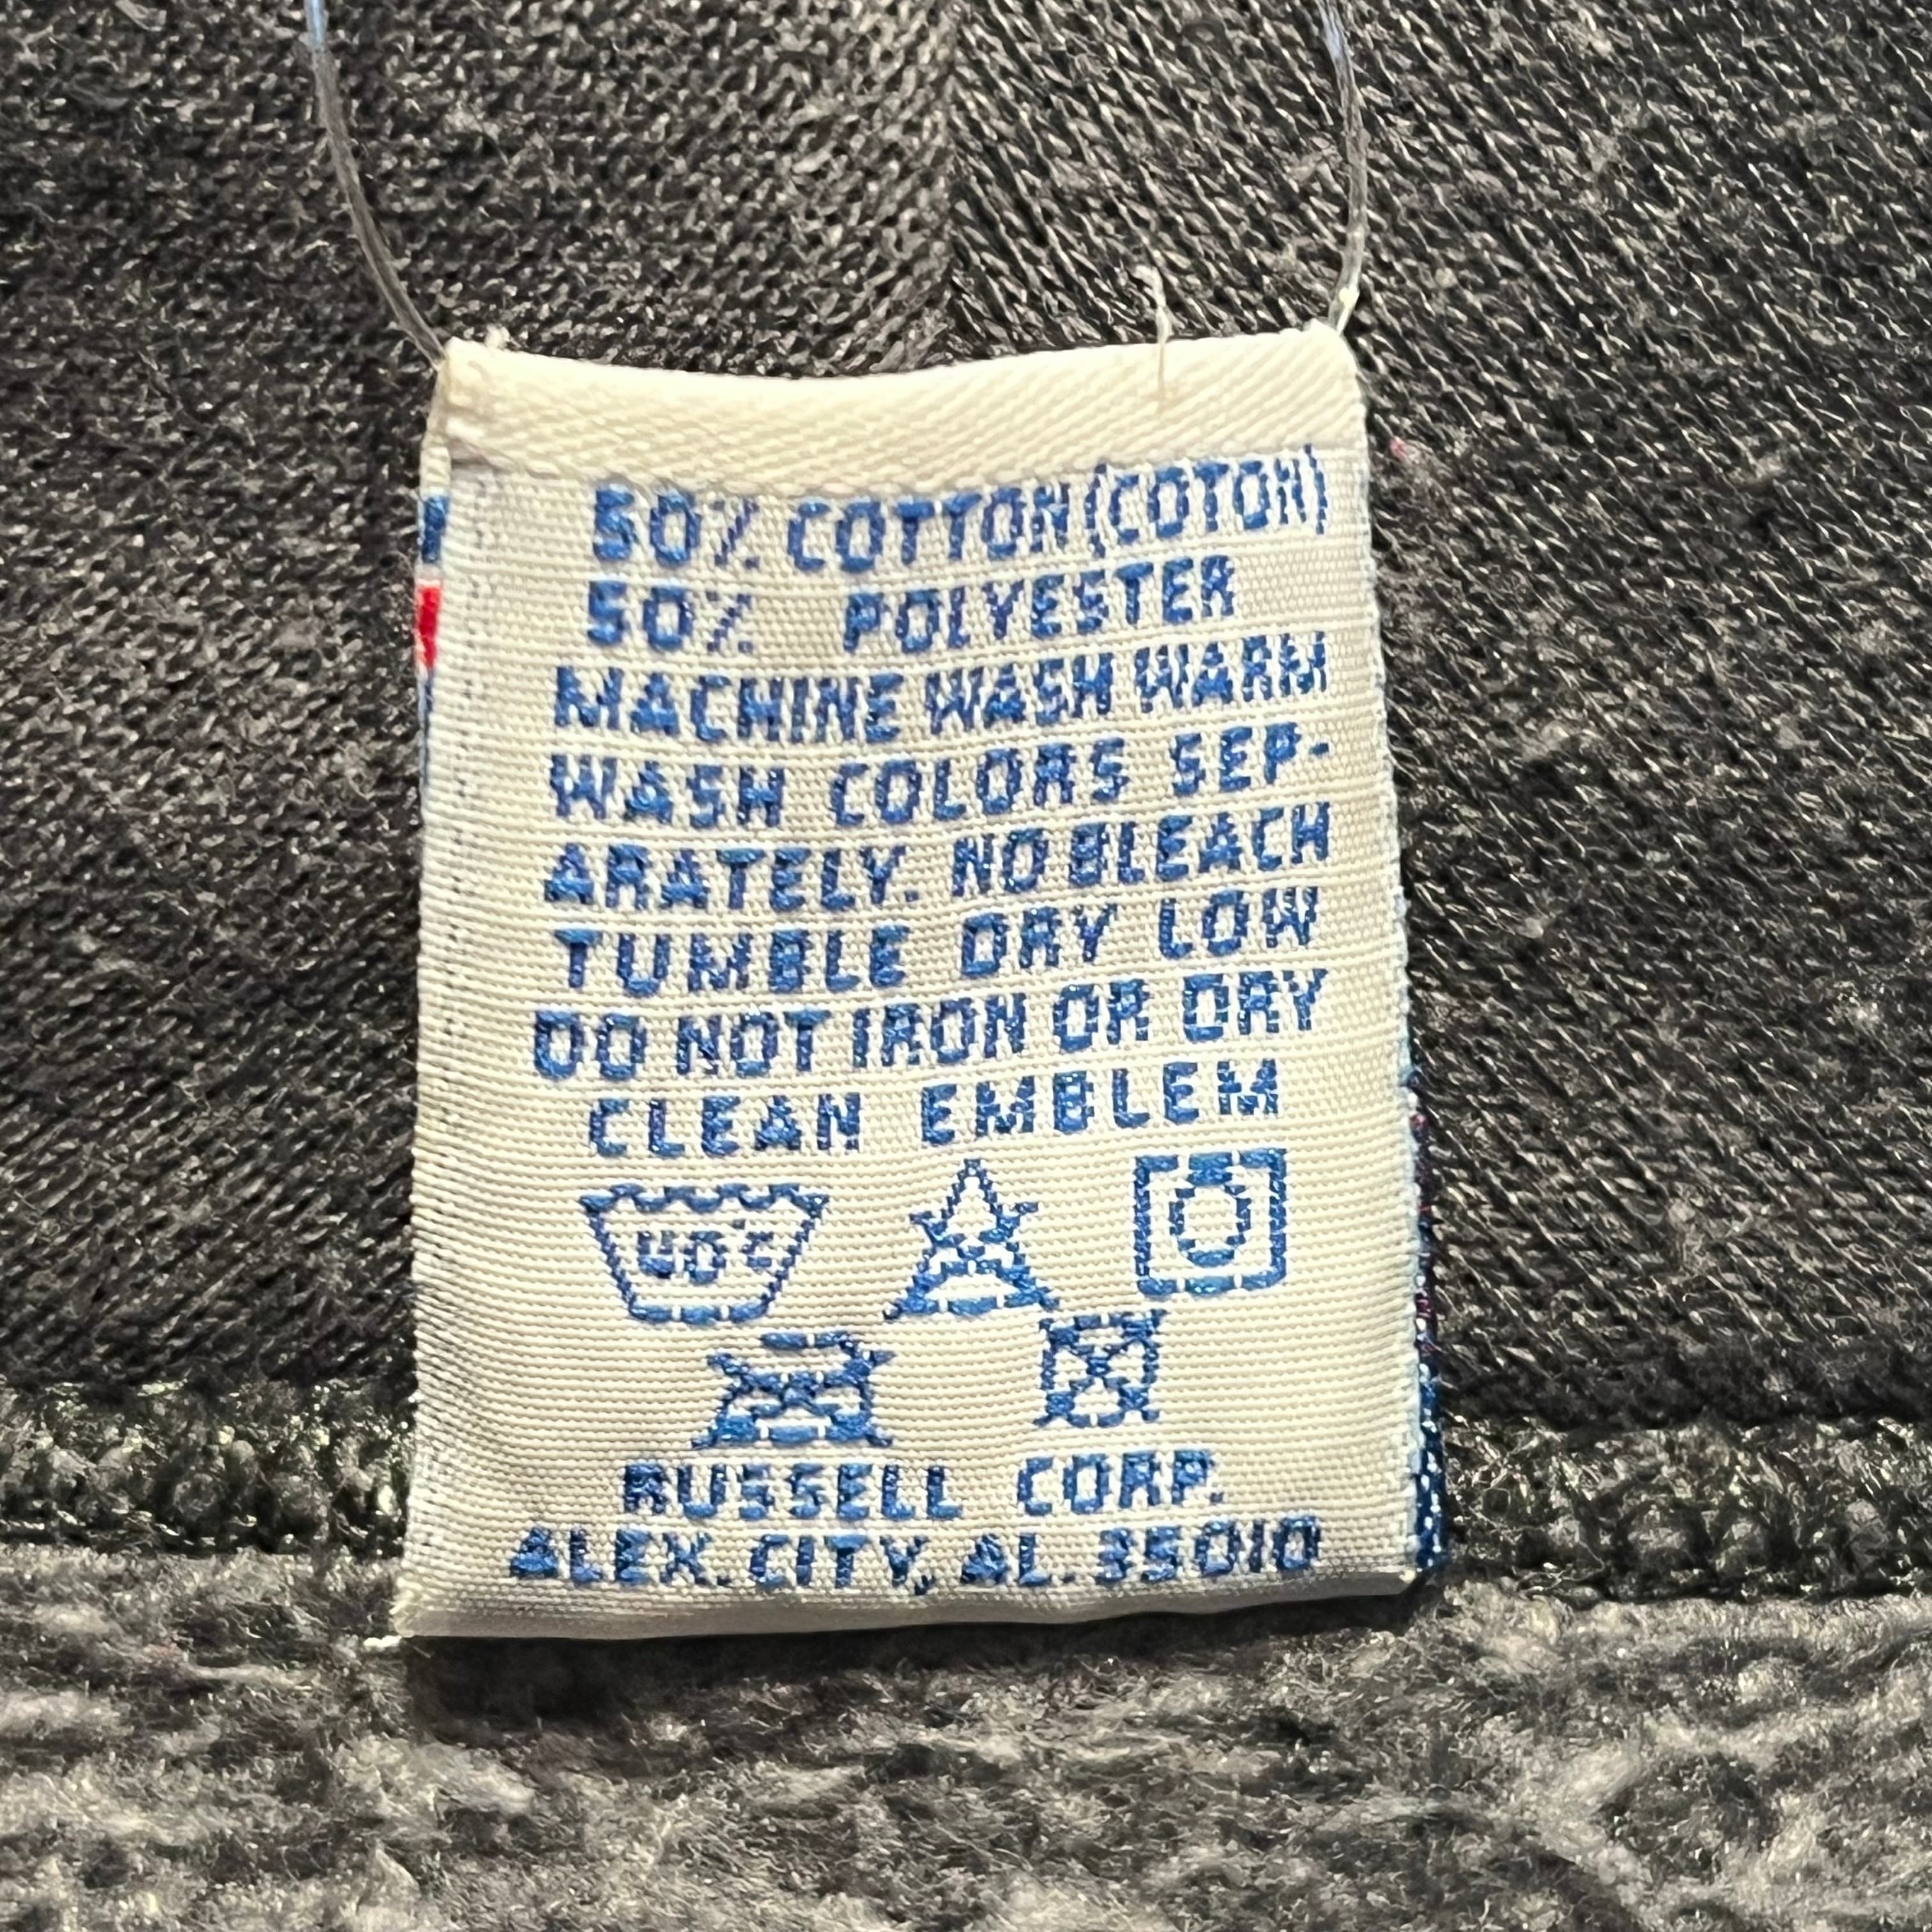 50% COTTON (COTON)
50% POLYESTER
MACHINE WASH WARM
WASH COLORS SEP-
ARATELY. NO BLEACH
TUMBLE DRY LOW
DO NOT IRON OR DRY
CLEAN EMBLEM
40°C
RUSSELL CORP.
ALEX. CITY, AL. 35010